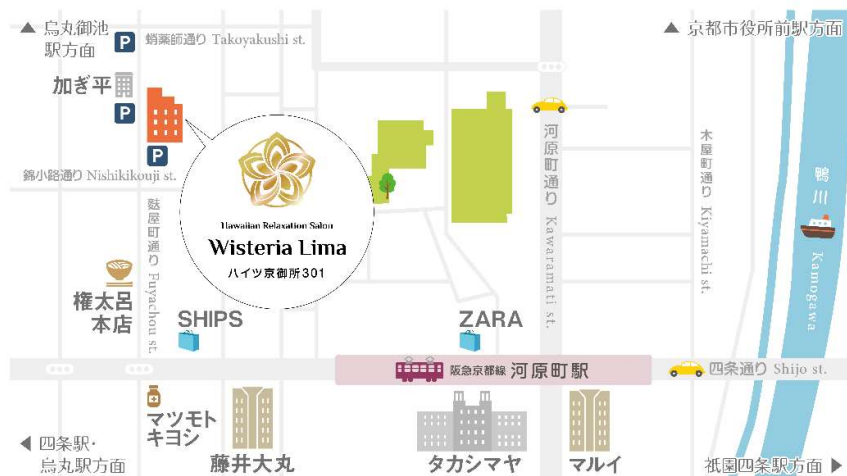 ▲ 烏丸御池
駅方面
P
蛸薬師通り Takoyakushi st.
▲ 京都市役所前駅方面
加ぎ平
P
P
錦小路通り Nishikikouji st.
麩屋町通り Fuyachou st.
Hawaiian Relaxation Salon
Wisteria Lima
ハイツ京御所301
河原町通り Kawaramati st.
木屋町通り Kiyamachi st.
鴨川 Kamogawa
権太呂
本店
SHIPS
ZARA
阪急京都線 河原町駅
四条通り Shijo st.
マツモト
キヨシ
◀ 四条駅・
烏丸駅方面
藤井大丸
タカシマヤ
マルイ
祇園四条駅方面 ▶